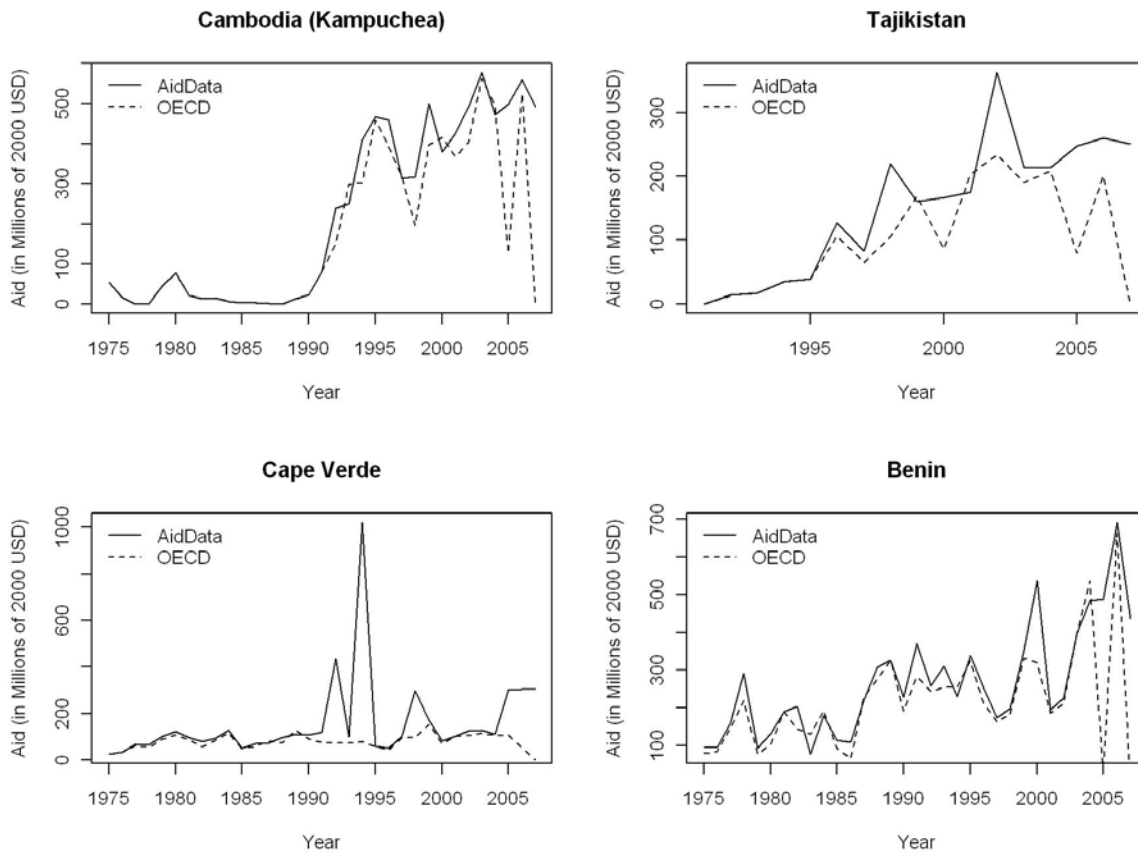 Cambodia (Kampuchea)
Aid (in Millions of 2000 USD)
AidData
OECD
500
300
100
0
1975 1980 1985 1990 1995 2000 2005
Year
Tajikistan
Aid (in Millions of 2000 USD)
AidData
OECD
300
200
100
0
1995 2000 2005
Year
Cape Verde
Aid (in Millions of 2000 USD)
AidData
OECD
1000
600
200
0
1975 1980 1985 1990 1995 2000 2005
Year
Benin
Aid (in Millions of 2000 USD)
AidData
OECD
700
500
300
100
1975 1980 1985 1990 1995 2000 2005
Year